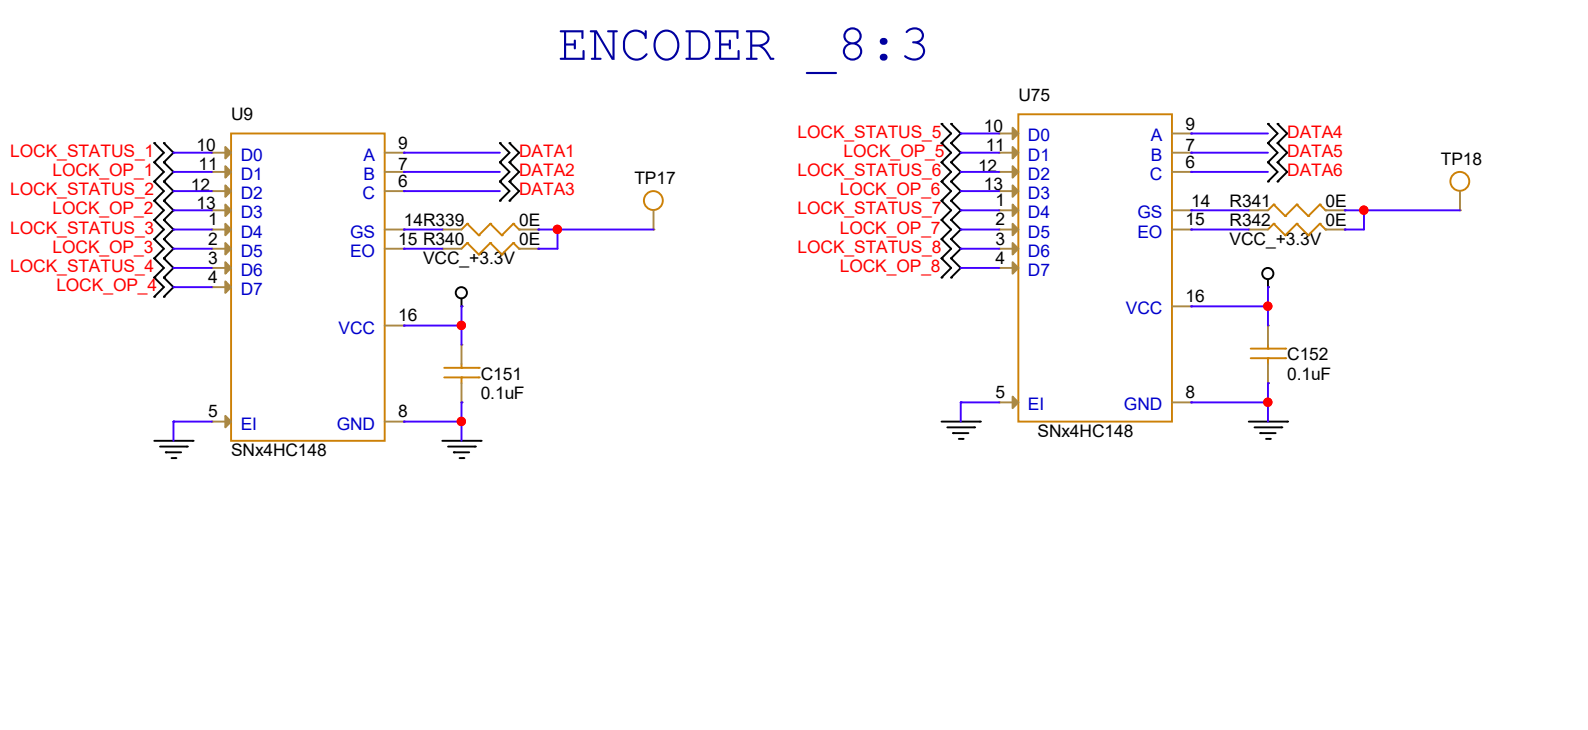 ENCODER _8:3
U9
LOCK_STATUS_1 10 D0 A 9 DATA1
LOCK_OP_1 11 D1 B 7 DATA2
LOCK_STATUS_2 12 D2 C 6 DATA3
LOCK_OP_2 13 D3
LOCK_STATUS_3 1 D4 GS 14 R339 0E
LOCK_OP_3 2 D5 EO 15 R340 0E
LOCK_STATUS_4 3 D6 VCC_+3.3V
LOCK_OP_4 4 D7
TP17
VCC 16
C151
0.1uF
5 EI GND 8
SNx4HC148
U75
LOCK_STATUS_5 10 D0 A 9 DATA4
LOCK_OP_5 11 D1 B 7 DATA5
LOCK_STATUS_6 12 D2 C 6 DATA6
LOCK_OP_6 13 D3
LOCK_STATUS_7 1 D4 GS 14 R341 0E
LOCK_OP_7 2 D5 EO 15 R342 0E
LOCK_STATUS_8 3 D6 VCC_+3.3V
LOCK_OP_8 4 D7
TP18
VCC 16
C152
0.1uF
5 EI GND 8
SNx4HC148